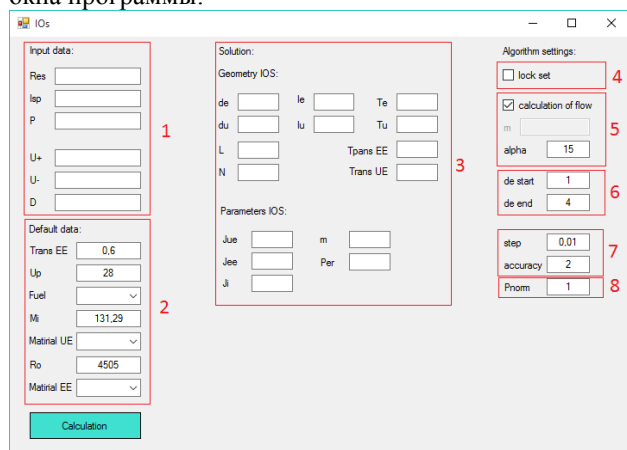 окна программы.
IOs
Input data:
Res
Isp
P
U+
U-
D
1
Default data:
Trans EE 0,6
Up 28
Fuel
Mi 131,29
Matirial UE
Ro 4505
Matirial EE
2
Calculation
Solution:
Geometry IOS:
de le Te
du lu Tu
L Tpans EE
N Trans UE
3
Parameters IOS:
Jue m
Jee Per
Ji
Algorithm settings:
lock set 4
calculation of flow
m
alpha 15
5
de start 1
de end 4
6
step 0,01
accuracy 2
7
Pnorm 1 8